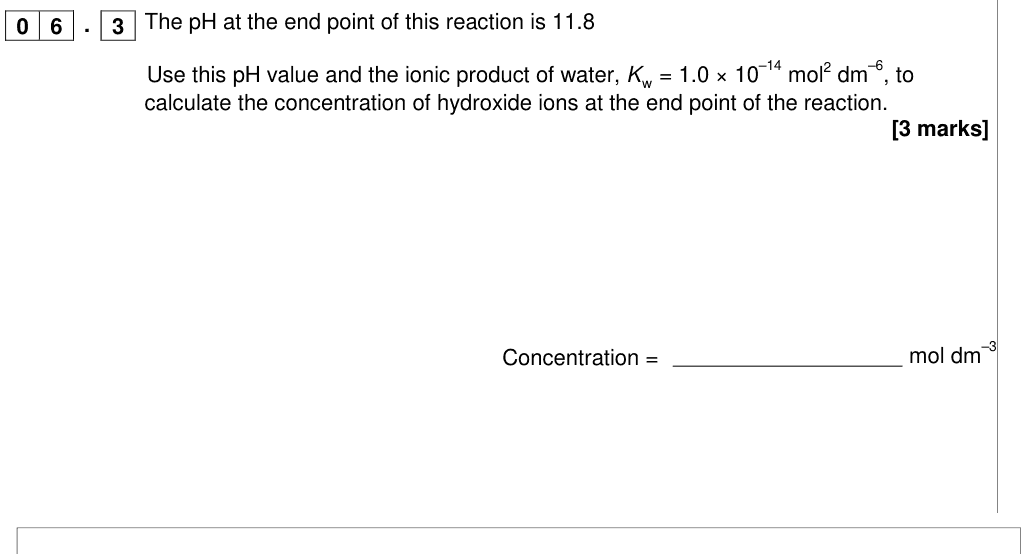 0 6 . 3 The pH at the end point of this reaction is 11.8
Use this pH value and the ionic product of water, Kw = 1.0 × 10⁻¹⁴ mol² dm⁻⁶, to
calculate the concentration of hydroxide ions at the end point of the reaction.
[3 marks]
Concentration = ____________________ mol dm⁻³